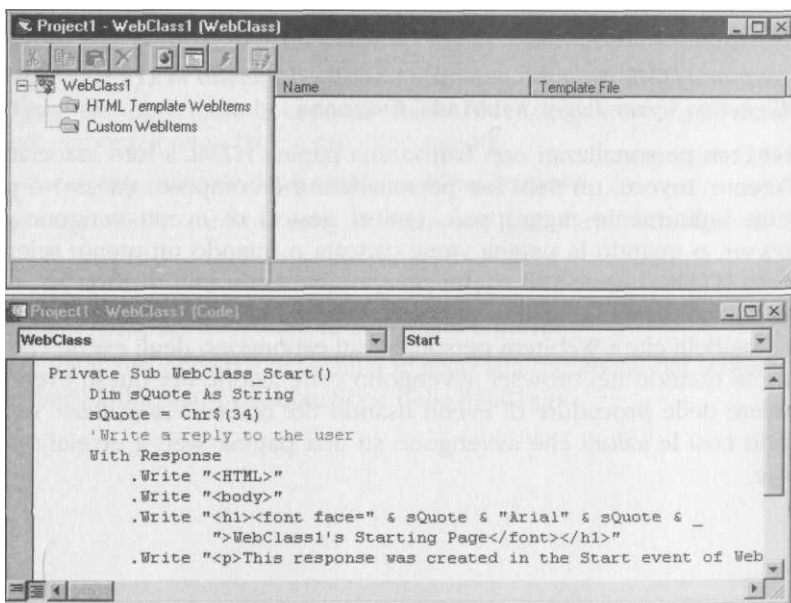 Project1 - WebClass1 (WebClass)
WebClass1
HTML Template WebItems
Custom WebItems
Name
Template File
Project1 - WebClass1 (Code)
WebClass
Start
Private Sub WebClass_Start()
Dim sQuote As String
sQuote = Chr$(34)
'Write a reply to the user
With Response
.Write "<HTML>"
.Write "<body>"
.Write "<h1><font face=" & sQuote & "Arial" & sQuote & _
">WebClass1's Starting Page</font></h1>"
.Write "<p>This response was created in the Start event of Web